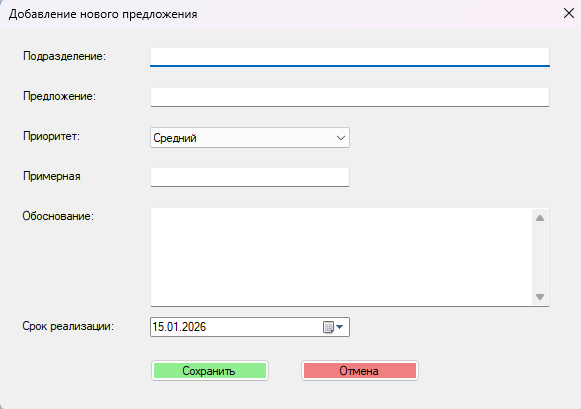 Добавление нового предложения
Подразделение:
Предложение:
Приоритет:
Средний
Примерная
Обоснование:
Срок реализации:
15.01.2026
Сохранить
Отмена